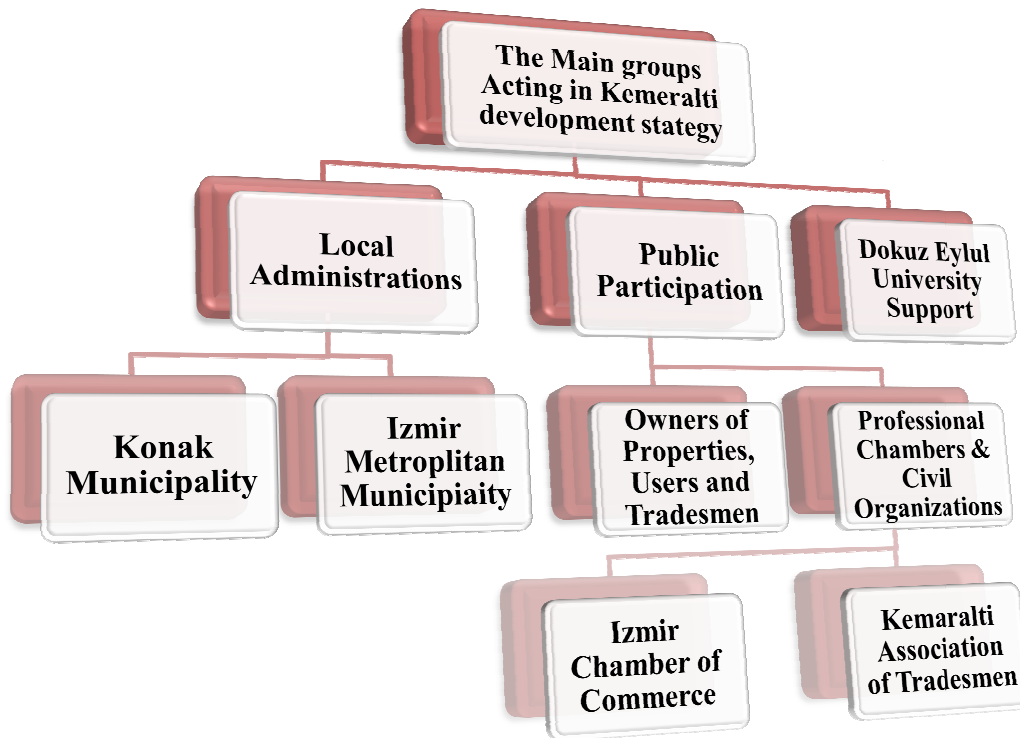 The Main groups
Acting in Kemeralti
development stategy
Local
Administrations
Public
Participation
Dokuz Eylul
University
Support
Konak
Municipality
Izmir
Metroplitan
Municipiaity
Owners of
Properties,
Users and
Tradesmen
Professional
Chambers &
Civil
Organizations
Izmir
Chamber of
Commerce
Kemaralti
Association
of Tradesmen